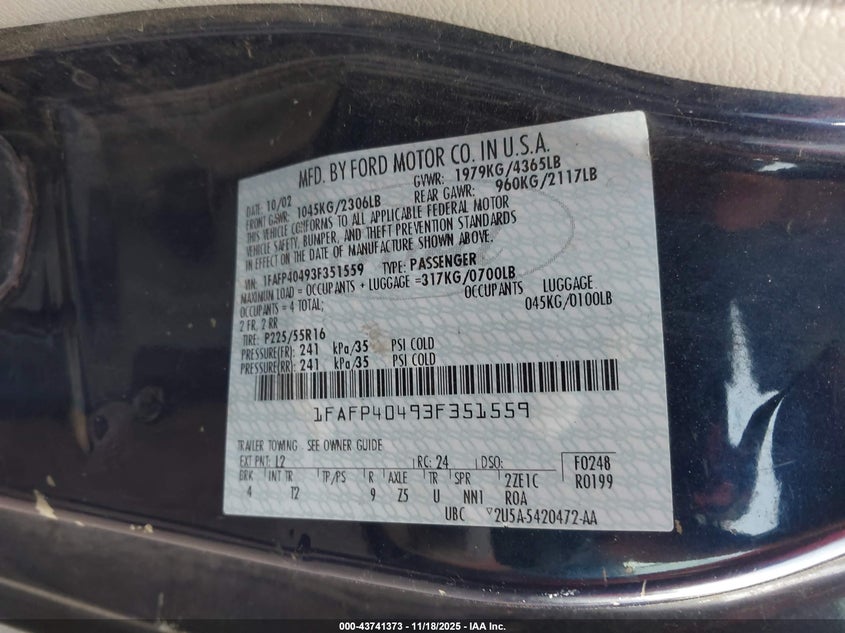 MFD. BY FORD MOTOR CO. IN U.S.A.
DATE: 10/02 GVWR: 1979KG/4365LB
FRONT GAWR: 1045KG/2306LB REAR GAWR: 960KG/2117LB
THIS VEHICLE CONFORMS TO ALL APPLICABLE FEDERAL MOTOR
VEHICLE SAFETY, BUMPER, AND THEFT PREVENTION STANDARDS
IN EFFECT ON THE DATE OF MANUFACTURE SHOWN ABOVE.
VIN: 1FAFP40493F351559 TYPE: PASSENGER
MAXIMUM LOAD = OCCUPANTS + LUGGAGE =317KG/0700LB
OCCUPANTS = 4 TOTAL; OCCUPANTS LUGGAGE
2 FR, 2 RR 045KG/0100LB
TIRE: P225/55R16
PRESSURE(FR): 241 kPa/35 PSI COLD
PRESSURE(RR): 241 kPa/35 PSI COLD
1FAFP40493F351559
TRAILER TOWING - SEE OWNER GUIDE
EXT PNT: L2 RC: 24 DSO: F0248
BRK INT TR TP/PS R AXLE TR SPR 2ZE1C R0199
4 T2 9 Z5 U NN1 ROA
UBC 2U5A-5420472-AA
000-43741373 - 11/18/2025 - IAA Inc.